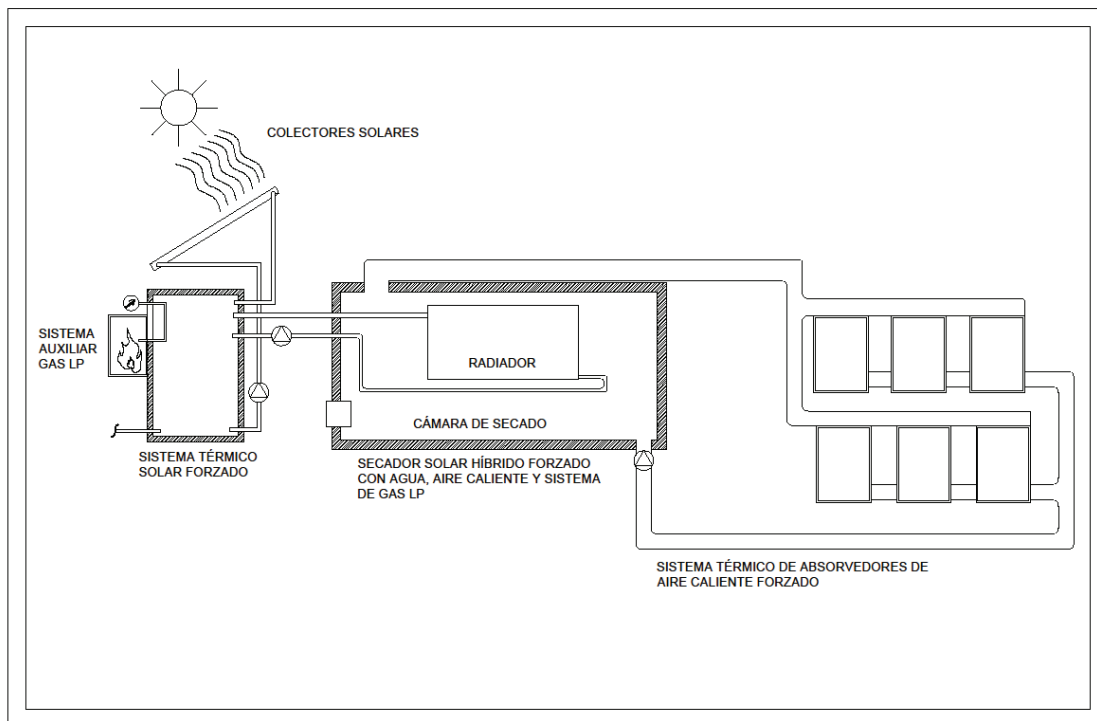 COLECTORES SOLARES
SISTEMA
AUXILIAR
GAS LP
RADIADOR
CÁMARA DE SECADO
SISTEMA TÉRMICO
SOLAR FORZADO
SECADOR SOLAR HÍBRIDO FORZADO
CON AGUA, AIRE CALIENTE Y SISTEMA
DE GAS LP
SISTEMA TÉRMICO DE ABSORVEDORES DE
AIRE CALIENTE FORZADO